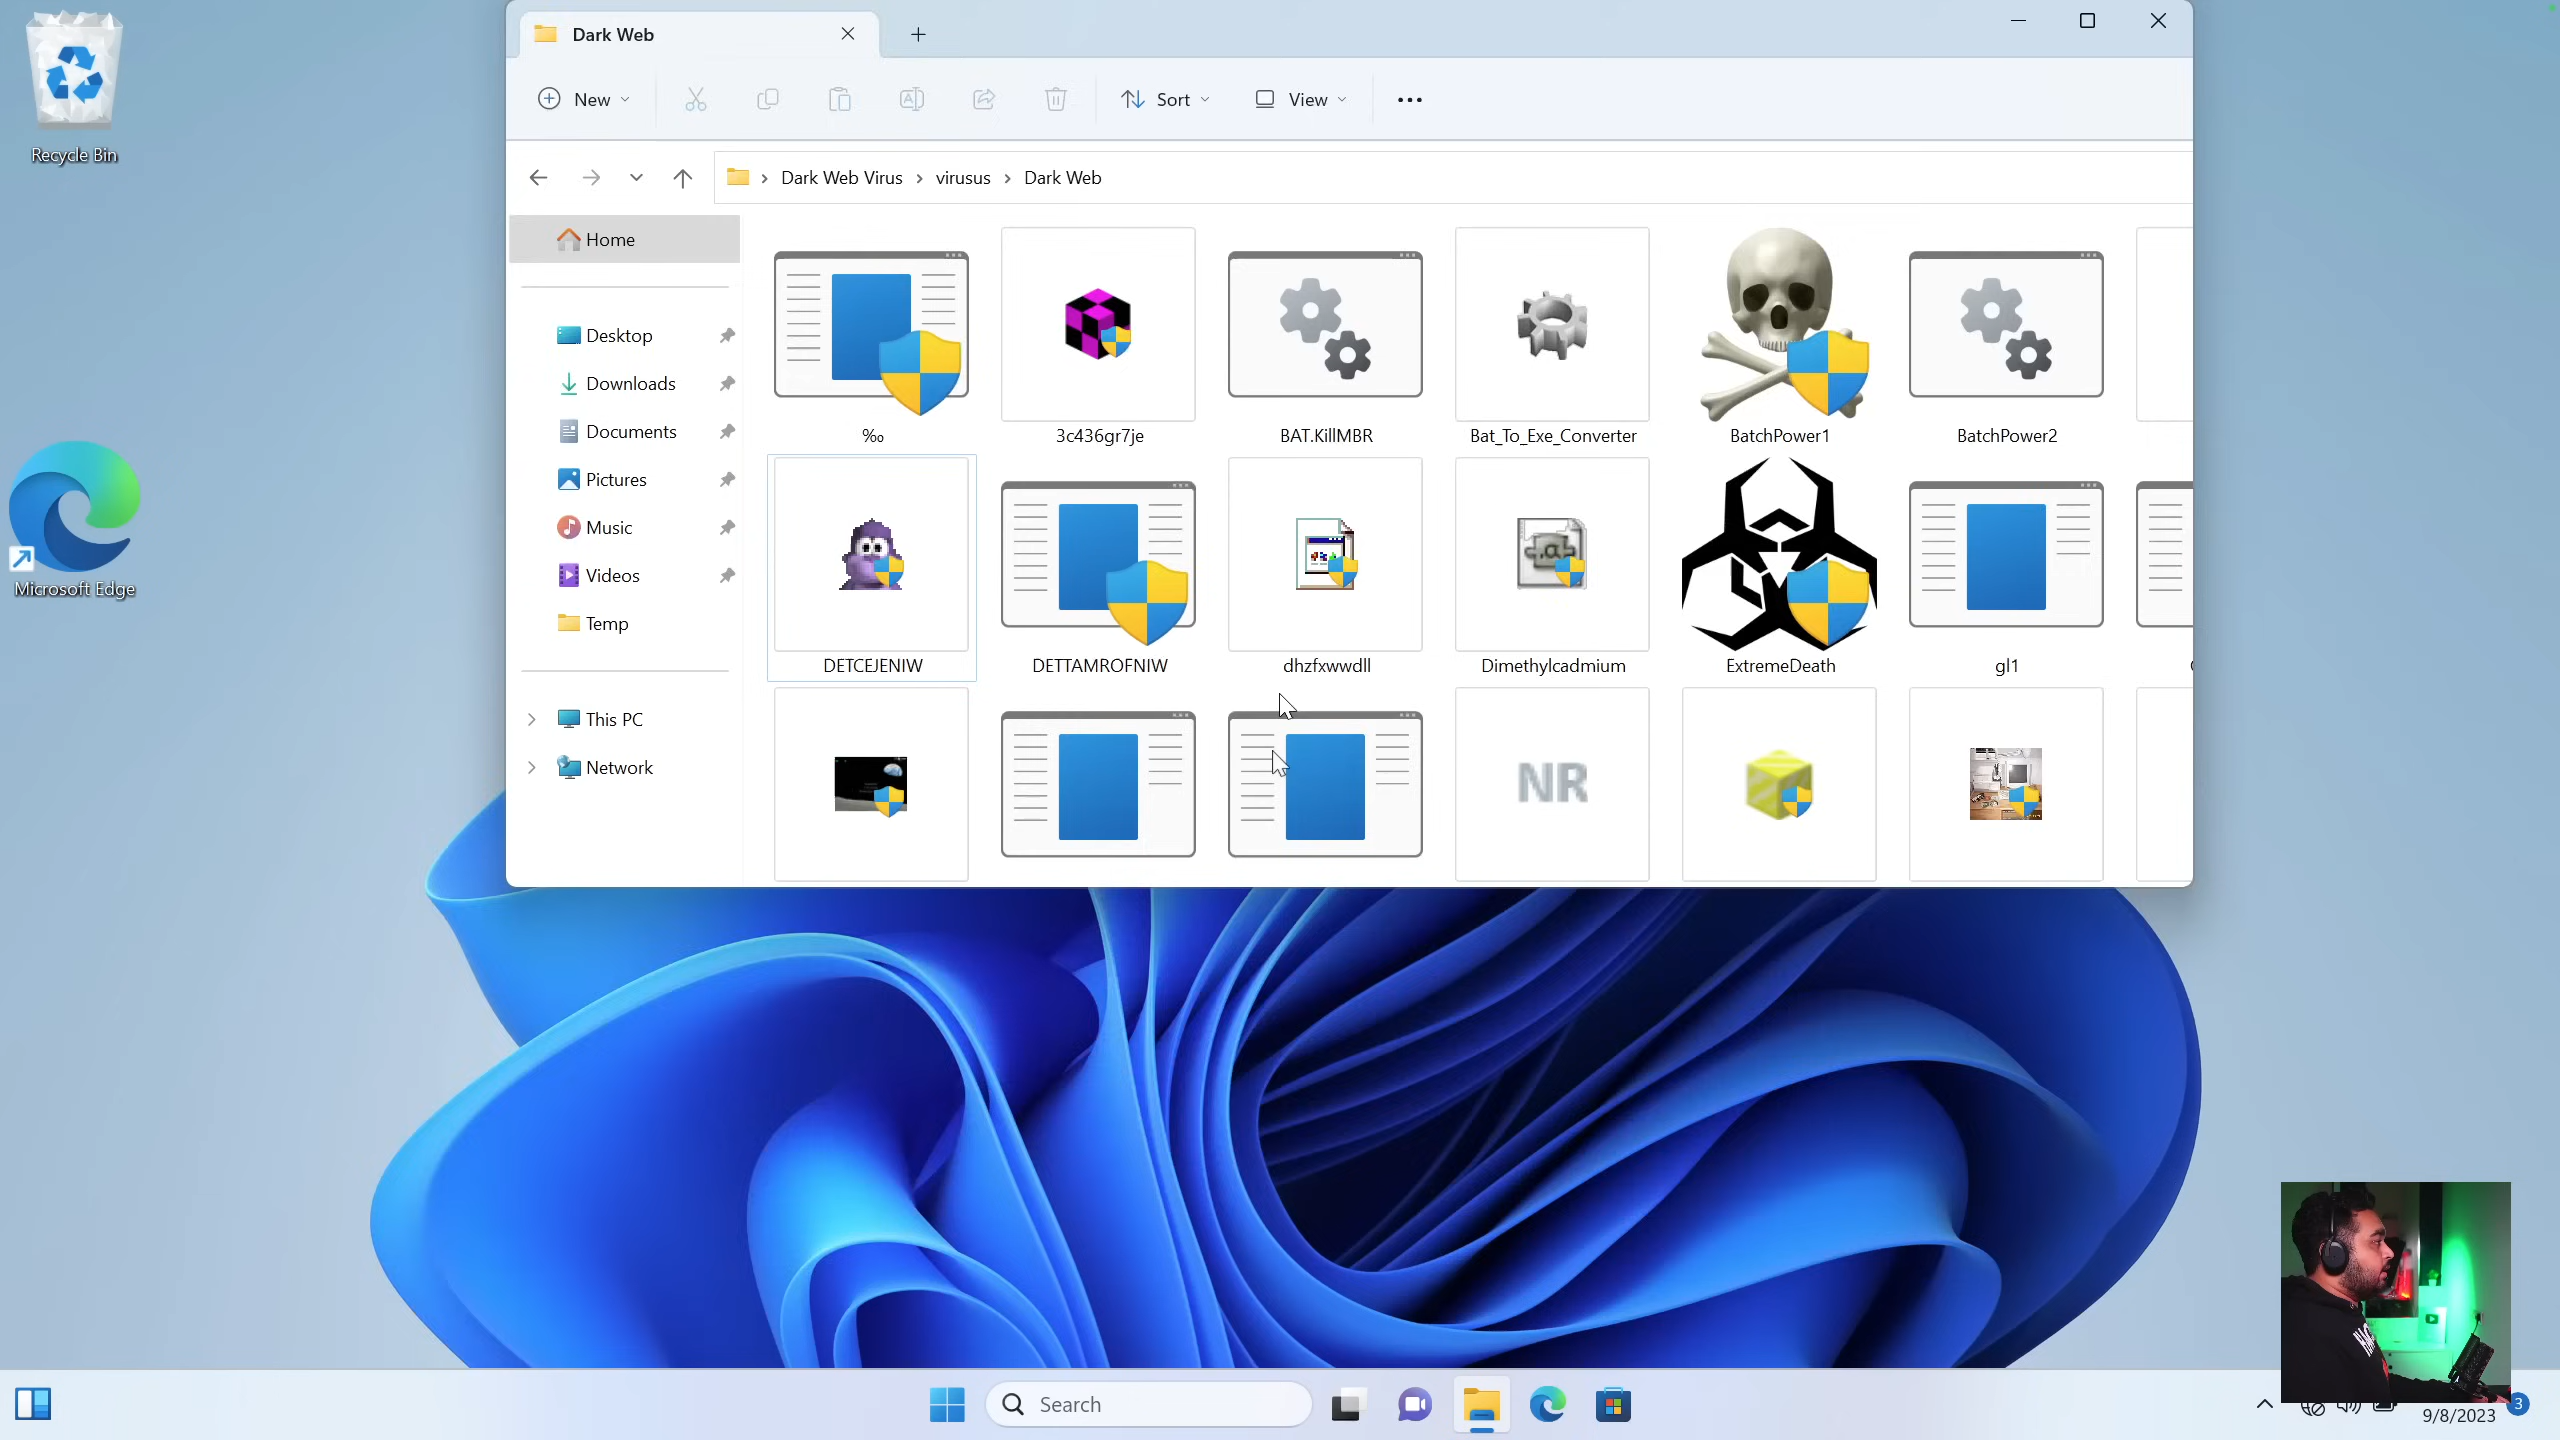 Recycle Bin
Microsoft Edge
Dark Web
New
Sort
View
Dark Web Virus > virusus > Dark Web
Home
Desktop
Downloads
Documents
Pictures
Music
Videos
Temp
This PC
Network
‰
3c436gr7je
BAT.KillMBR
Bat_To_Exe_Converter
BatchPower1
BatchPower2
DETCEJENIW
DETTAMROFNIW
dhzfxwwdll
Dimethylcadmium
ExtremeDeath
gl1
NR
Search
9/8/2023
3